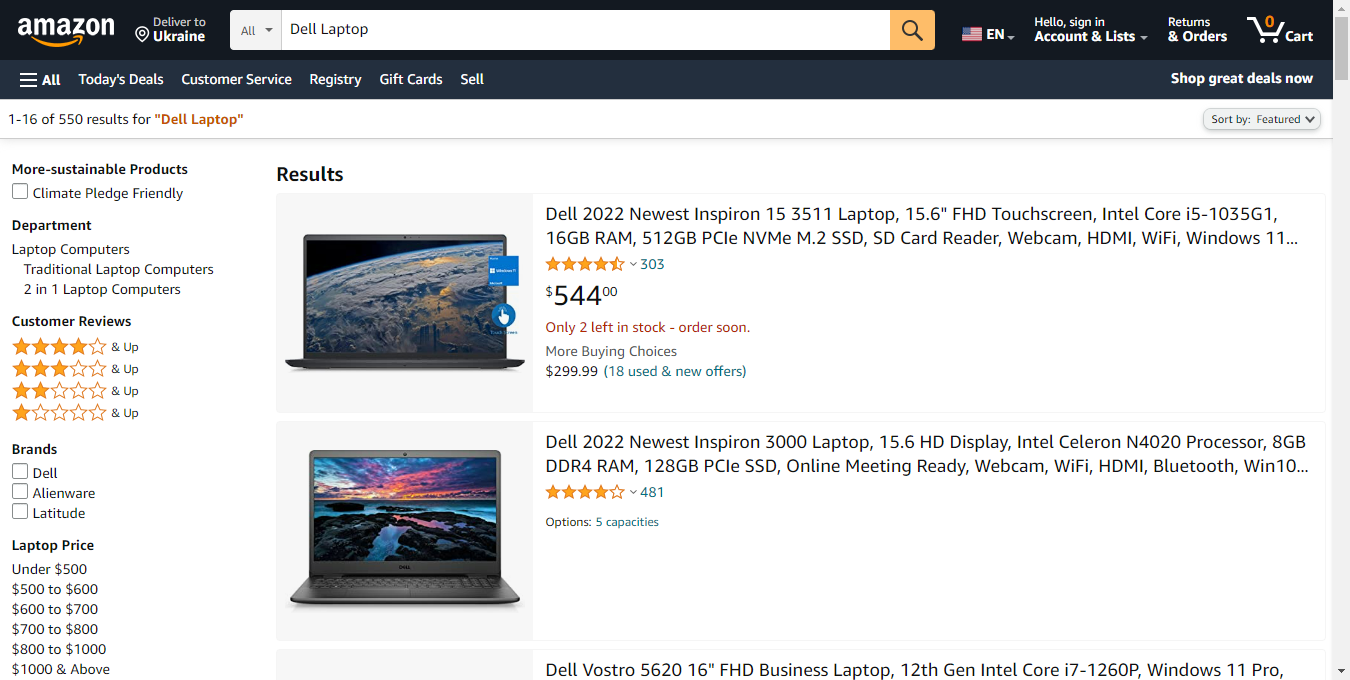 amazon
Deliver to
Ukraine
All
Dell Laptop
EN
Hello, sign in
Account & Lists
Returns
& Orders
0
Cart
All
Today's Deals
Customer Service
Registry
Gift Cards
Sell
Shop great deals now
1-16 of 550 results for "Dell Laptop"
Sort by: Featured
More-sustainable Products
Climate Pledge Friendly
Department
Laptop Computers
Traditional Laptop Computers
2 in 1 Laptop Computers
Customer Reviews
& Up
& Up
& Up
& Up
Brands
Dell
Alienware
Latitude
Laptop Price
Under $500
$500 to $600
$600 to $700
$700 to $800
$800 to $1000
$1000 & Above
Results
Dell 2022 Newest Inspiron 15 3511 Laptop, 15.6" FHD Touchscreen, Intel Core i5-1035G1,
16GB RAM, 512GB PCIe NVMe M.2 SSD, SD Card Reader, Webcam, HDMI, WiFi, Windows 11...
303
$54400
Only 2 left in stock - order soon.
More Buying Choices
$299.99 (18 used & new offers)
Dell 2022 Newest Inspiron 3000 Laptop, 15.6 HD Display, Intel Celeron N4020 Processor, 8GB
DDR4 RAM, 128GB PCIe SSD, Online Meeting Ready, Webcam, WiFi, HDMI, Bluetooth, Win10...
481
Options: 5 capacities
DELL
Dell Vostro 5620 16" FHD Business Laptop, 12th Gen Intel Core i7-1260P, Windows 11 Pro,